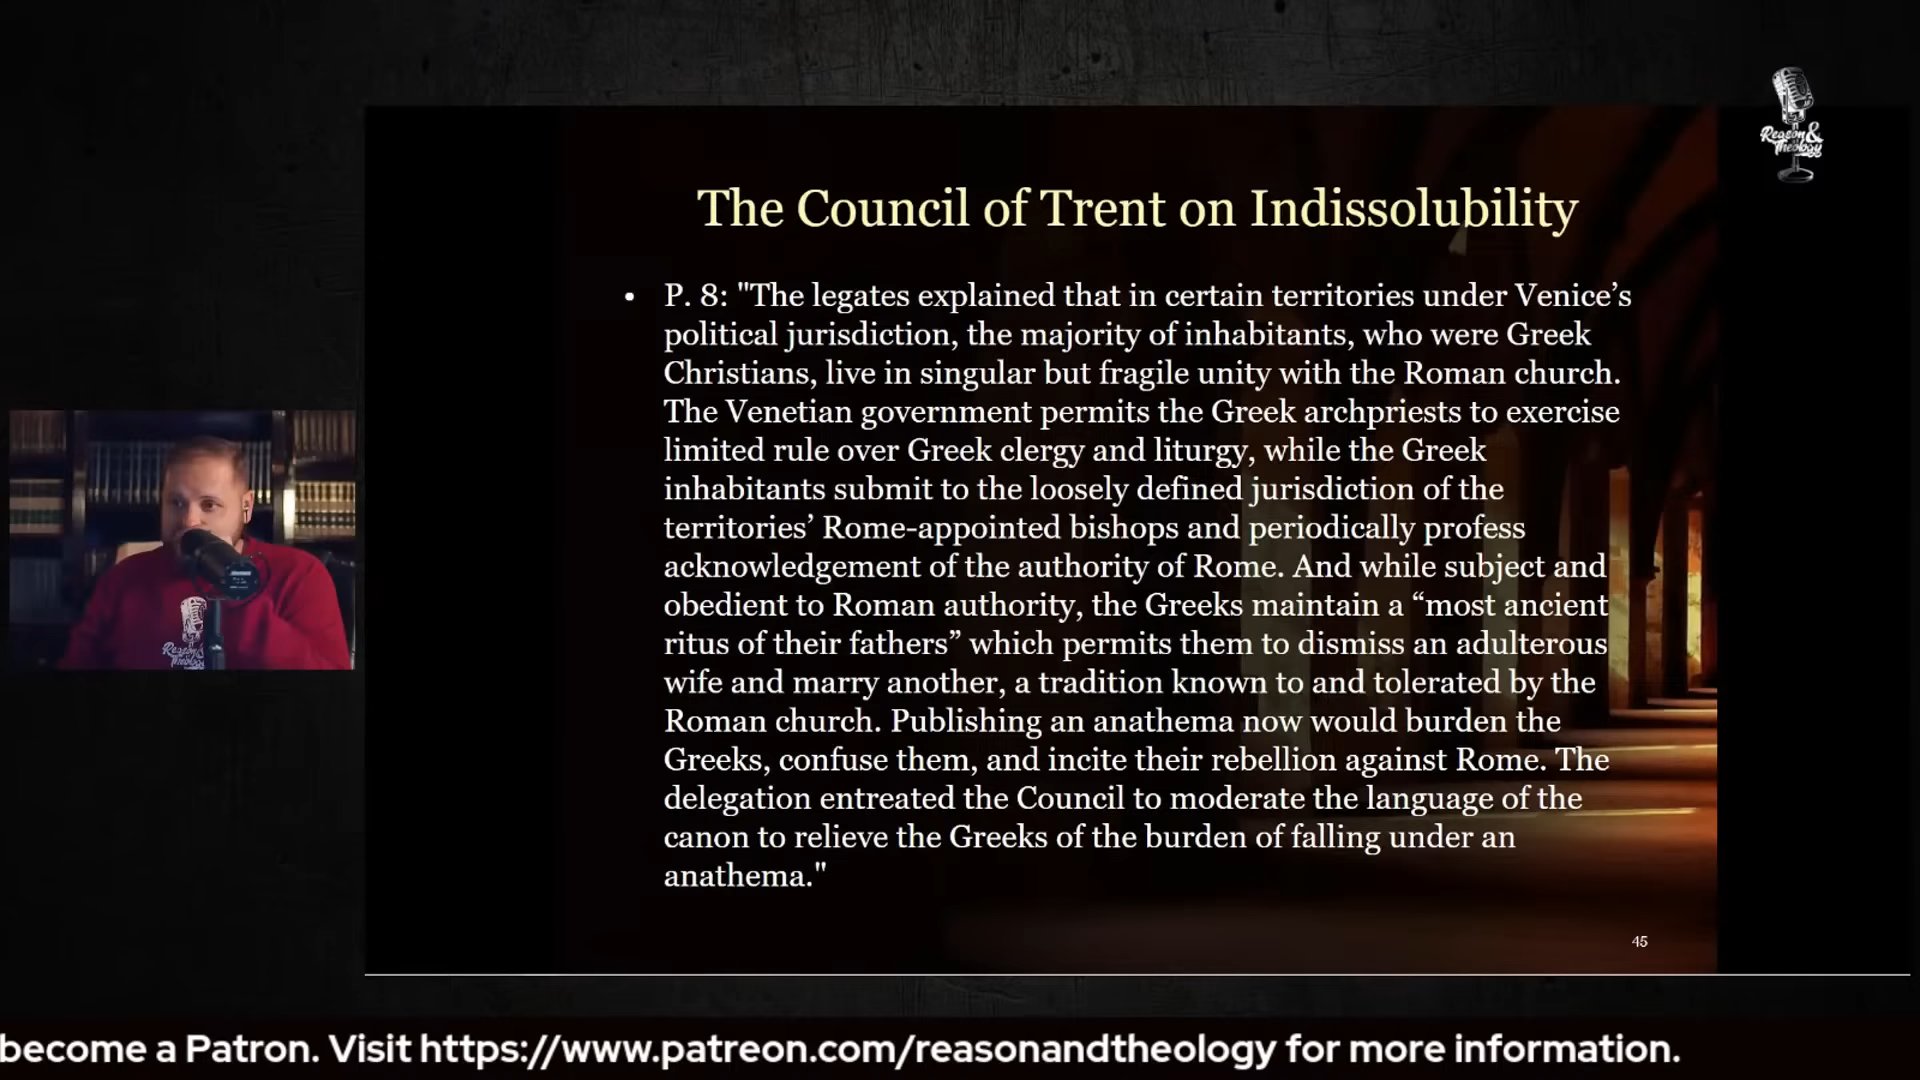 Reason &
Theology
The Council of Trent on Indissolubility
• P. 8: "The legates explained that in certain territories under Venice’s
political jurisdiction, the majority of inhabitants, who were Greek
Christians, live in singular but fragile unity with the Roman church.
The Venetian government permits the Greek archpriests to exercise
limited rule over Greek clergy and liturgy, while the Greek
inhabitants submit to the loosely defined jurisdiction of the
territories’ Rome-appointed bishops and periodically profess
acknowledgement of the authority of Rome. And while subject and
obedient to Roman authority, the Greeks maintain a “most ancient
ritus of their fathers” which permits them to dismiss an adulterous
wife and marry another, a tradition known to and tolerated by the
Roman church. Publishing an anathema now would burden the
Greeks, confuse them, and incite their rebellion against Rome. The
delegation entreated the Council to moderate the language of the
canon to relieve the Greeks of the burden of falling under an
anathema."
Reason &
Theology
45
become a Patron. Visit https://www.patreon.com/reasonandtheology for more information.